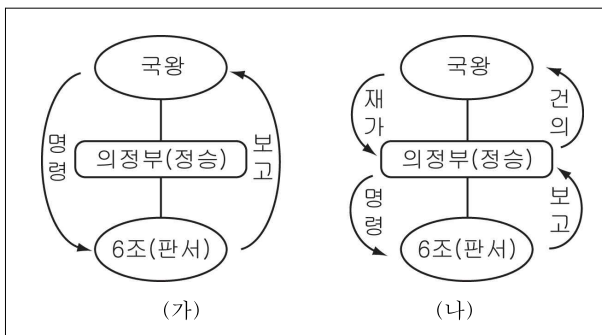 국왕
명령
보고
의정부(정승)
6조(판서)
(가)
국왕
재가
건의
의정부(정승)
명령
보고
6조(판서)
(나)